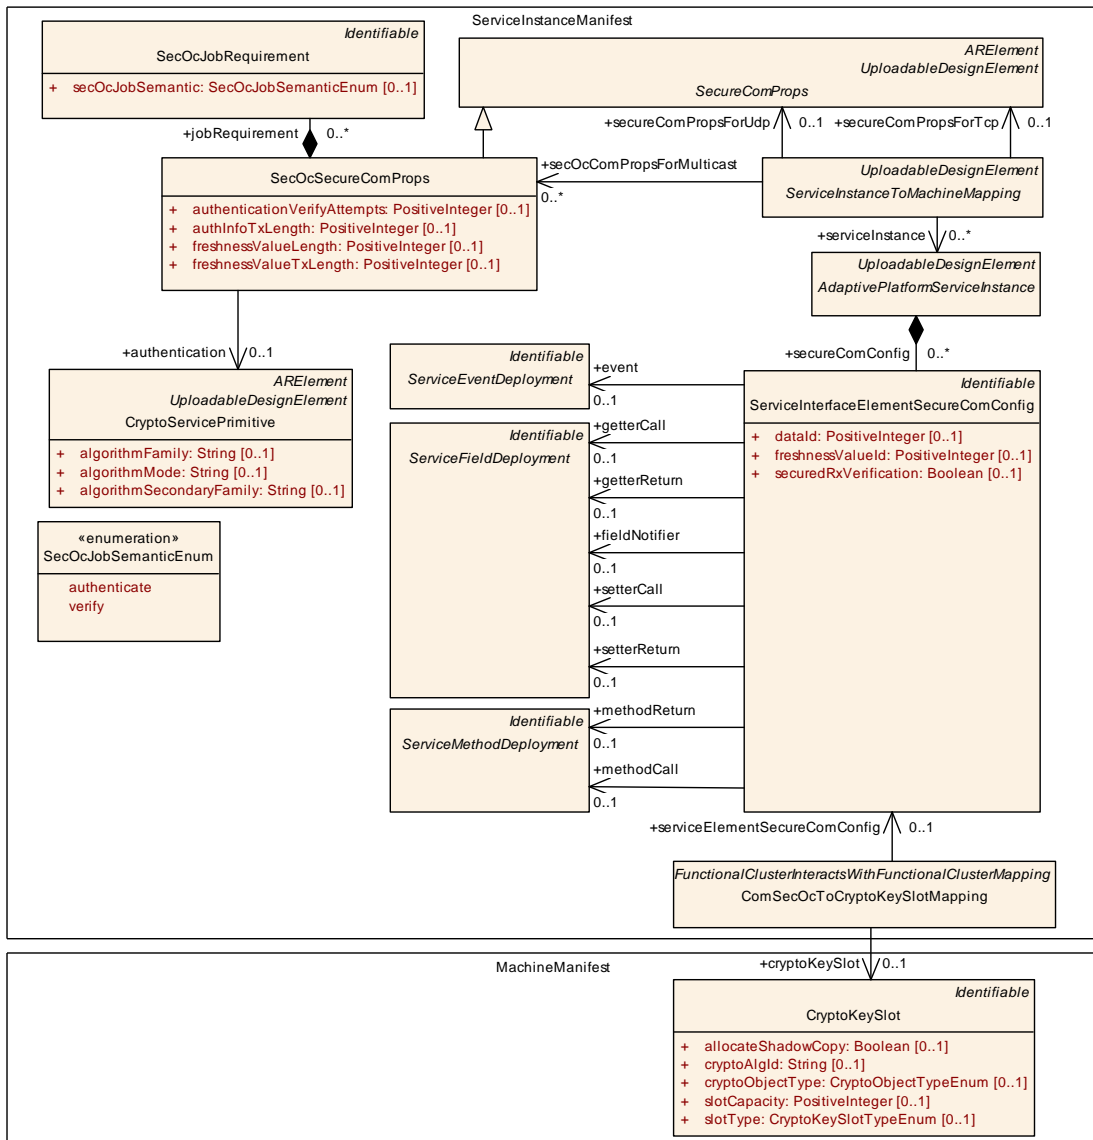 ServiceInstanceManifest
Identifiable
SecOcJobRequirement
+ secOcJobSemantic: SecOcJobSemanticEnum [0..1]
ARElement
UploadableDesignElement
SecureComProps
+jobRequirement 0..*
+secureComPropsForUdp 0..1 +secureComPropsForTcp 0..1
SecOcSecureComProps
+ authenticationVerifyAttempts: PositiveInteger [0..1]
+ authInfoTxLength: PositiveInteger [0..1]
+ freshnessValueLength: PositiveInteger [0..1]
+ freshnessValueTxLength: PositiveInteger [0..1]
+secOcComPropsForMulticast
0..*
UploadableDesignElement
ServiceInstanceToMachineMapping
+serviceInstance 0..*
UploadableDesignElement
AdaptivePlatformServiceInstance
+authentication 0..1
+secureComConfig 0..*
ARElement
UploadableDesignElement
CryptoServicePrimitive
+ algorithmFamily: String [0..1]
+ algorithmMode: String [0..1]
+ algorithmSecondaryFamily: String [0..1]
Identifiable
ServiceEventDeployment
+event
0..1
Identifiable
ServiceInterfaceElementSecureComConfig
+ dataId: PositiveInteger [0..1]
+ freshnessValueId: PositiveInteger [0..1]
+ securedRxVerification: Boolean [0..1]
Identifiable
ServiceFieldDeployment
+getterCall
0..1
+getterReturn
0..1
+fieldNotifier
0..1
+setterCall
0..1
+setterReturn
0..1
«enumeration»
SecOcJobSemanticEnum
authenticate
verify
Identifiable
ServiceMethodDeployment
+methodReturn
0..1
+methodCall
0..1
+serviceElementSecureComConfig 0..1
FunctionalClusterInteractsWithFunctionalClusterMapping
ComSecOcToCryptoKeySlotMapping
MachineManifest
+cryptoKeySlot 0..1
Identifiable
CryptoKeySlot
+ allocateShadowCopy: Boolean [0..1]
+ cryptoAlgId: String [0..1]
+ cryptoObjectType: CryptoObjectTypeEnum [0..1]
+ slotCapacity: PositiveInteger [0..1]
+ slotType: CryptoKeySlotTypeEnum [0..1]